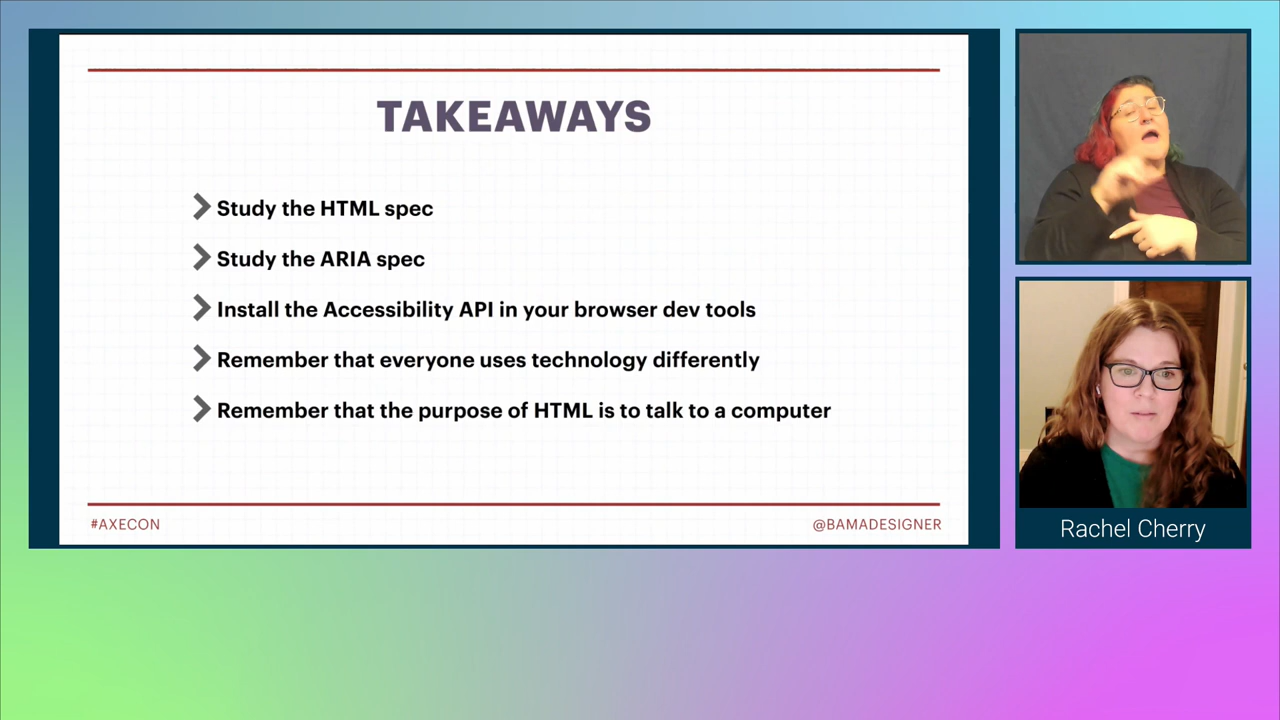 TAKEAWAYS
Study the HTML spec
Study the ARIA spec
Install the Accessibility API in your browser dev tools
Remember that everyone uses technology differently
Remember that the purpose of HTML is to talk to a computer
#AXECON
@BAMADESIGNER
Rachel Cherry